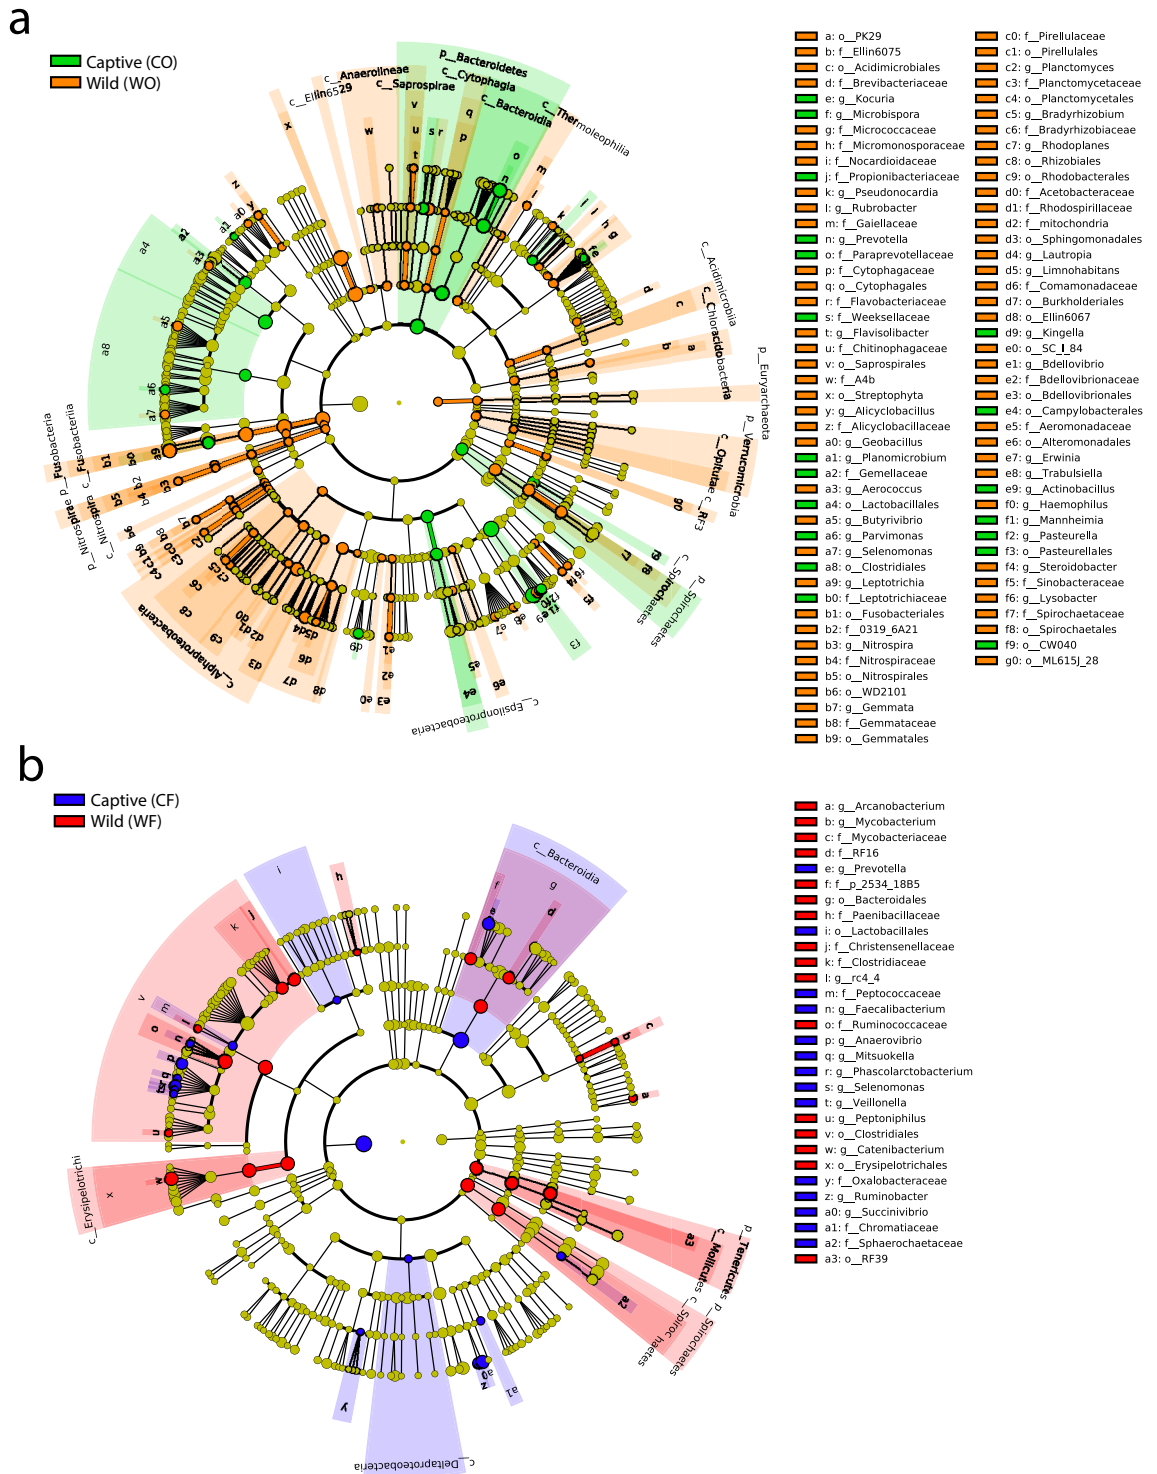 a
Captive (CO)
Wild (WO)
p__Bacteroidetes
c__Anaerolineae
c__Cytophagia
c__Ellin6529
c__Saprospirae
c__Bacteroidia
c__Thermoleophilia
c__Acidimicrobiia
c__Chloracidobacteria
p__Euryarchaeota
p__Verrucomicrobia
c__Opitutae
c__RF3
c__Spirochaetes
p__Spirochaetes
c__Epsilonproteobacteria
c__Alphaproteobacteria
p__Nitrospirae
c__Nitrospira
p__Fusobacteria
c__Fusobacteriia
a: o__PK29
b: f__Ellin6075
c: o__Acidimicrobiales
d: f__Brevibacteriaceae
e: g__Kocuria
f: g__Microbispora
g: f__Micrococcaceae
h: f__Micromonosporaceae
i: f__Nocardioidaceae
j: f__Propionibacteriaceae
k: g__Pseudonocardia
l: g__Rubrobacter
m: f__Gaiellaceae
n: g__Prevotella
o: f__Paraprevotellaceae
p: f__Cytophagaceae
q: o__Cytophagales
r: f__Flavobacteriaceae
s: f__Weeksellaceae
t: g__Flavisolibacter
u: f__Chitinophagaceae
v: o__Saprospirales
w: f__A4b
x: o__Streptophyta
y: g__Alicyclobacillus
z: f__Alicyclobacillaceae
a0: g__Geobacillus
a1: g__Planomicrobium
a2: f__Gemellaceae
a3: g__Aerococcus
a4: o__Lactobacillales
a5: g__Butyrivibrio
a6: g__Parvimonas
a7: g__Selenomonas
a8: o__Clostridiales
a9: g__Leptotrichia
b0: f__Leptotrichiaceae
b1: o__Fusobacteriales
b2: f__0319_6A21
b3: g__Nitrospira
b4: f__Nitrospiraceae
b5: o__Nitrospirales
b6: o__WD2101
b7: g__Gemmata
b8: f__Gemmataceae
b9: o__Gemmatales
c0: f__Pirellulaceae
c1: o__Pirellulales
c2: g__Planctomyces
c3: f__Planctomycetaceae
c4: o__Planctomycetales
c5: g__Bradyrhizobium
c6: f__Bradyrhizobiaceae
c7: g__Rhodoplanes
c8: o__Rhizobiales
c9: o__Rhodobacterales
d0: f__Acetobacteraceae
d1: f__Rhodospirillaceae
d2: f__mitochondria
d3: o__Sphingomonadales
d4: g__Lautropia
d5: g__Limnohabitans
d6: f__Comamonadaceae
d7: o__Burkholderiales
d8: o__Ellin6067
d9: g__Kingella
e0: o__SC_I_84
e1: g__Bdellovibrio
e2: f__Bdellovibrionaceae
e3: o__Bdellovibrionales
e4: o__Campylobacterales
e5: f__Aeromonadaceae
e6: o__Alteromonadales
e7: g__Erwinia
e8: g__Trabulsiella
e9: g__Actinobacillus
f0: g__Haemophilus
f1: g__Mannheimia
f2: g__Pasteurella
f3: o__Pasteurellales
f4: g__Steroidobacter
f5: f__Sinobacteraceae
f6: g__Lysobacter
f7: f__Spirochaetaceae
f8: o__Spirochaetales
f9: o__CW040
g0: o__ML615J_28
b
Captive (CF)
Wild (WF)
c__Bacteroidia
p__Tenericutes
c__Mollicutes
p__Spirochaetes
c__Spirochaetes
c__Deltaproteobacteria
c__Erysipelotrichi
a: g__Arcanobacterium
b: g__Mycobacterium
c: f__Mycobacteriaceae
d: f__RF16
e: g__Prevotella
f: f__p_2534_18B5
g: o__Bacteroidales
h: f__Paenibacillaceae
i: o__Lactobacillales
j: f__Christensenellaceae
k: f__Clostridiaceae
l: g__rc4_4
m: f__Peptococcaceae
n: g__Faecalibacterium
o: f__Ruminococcaceae
p: g__Anaerovibrio
q: g__Mitsuokella
r: g__Phascolarctobacterium
s: g__Selenomonas
t: g__Veillonella
u: g__Peptoniphilus
v: o__Clostridiales
w: g__Catenibacterium
x: o__Erysipelotrichales
y: f__Oxalobacteraceae
z: g__Ruminobacter
a0: g__Succinivibrio
a1: f__Chromatiaceae
a2: f__Sphaerochaetaceae
a3: o__RF39